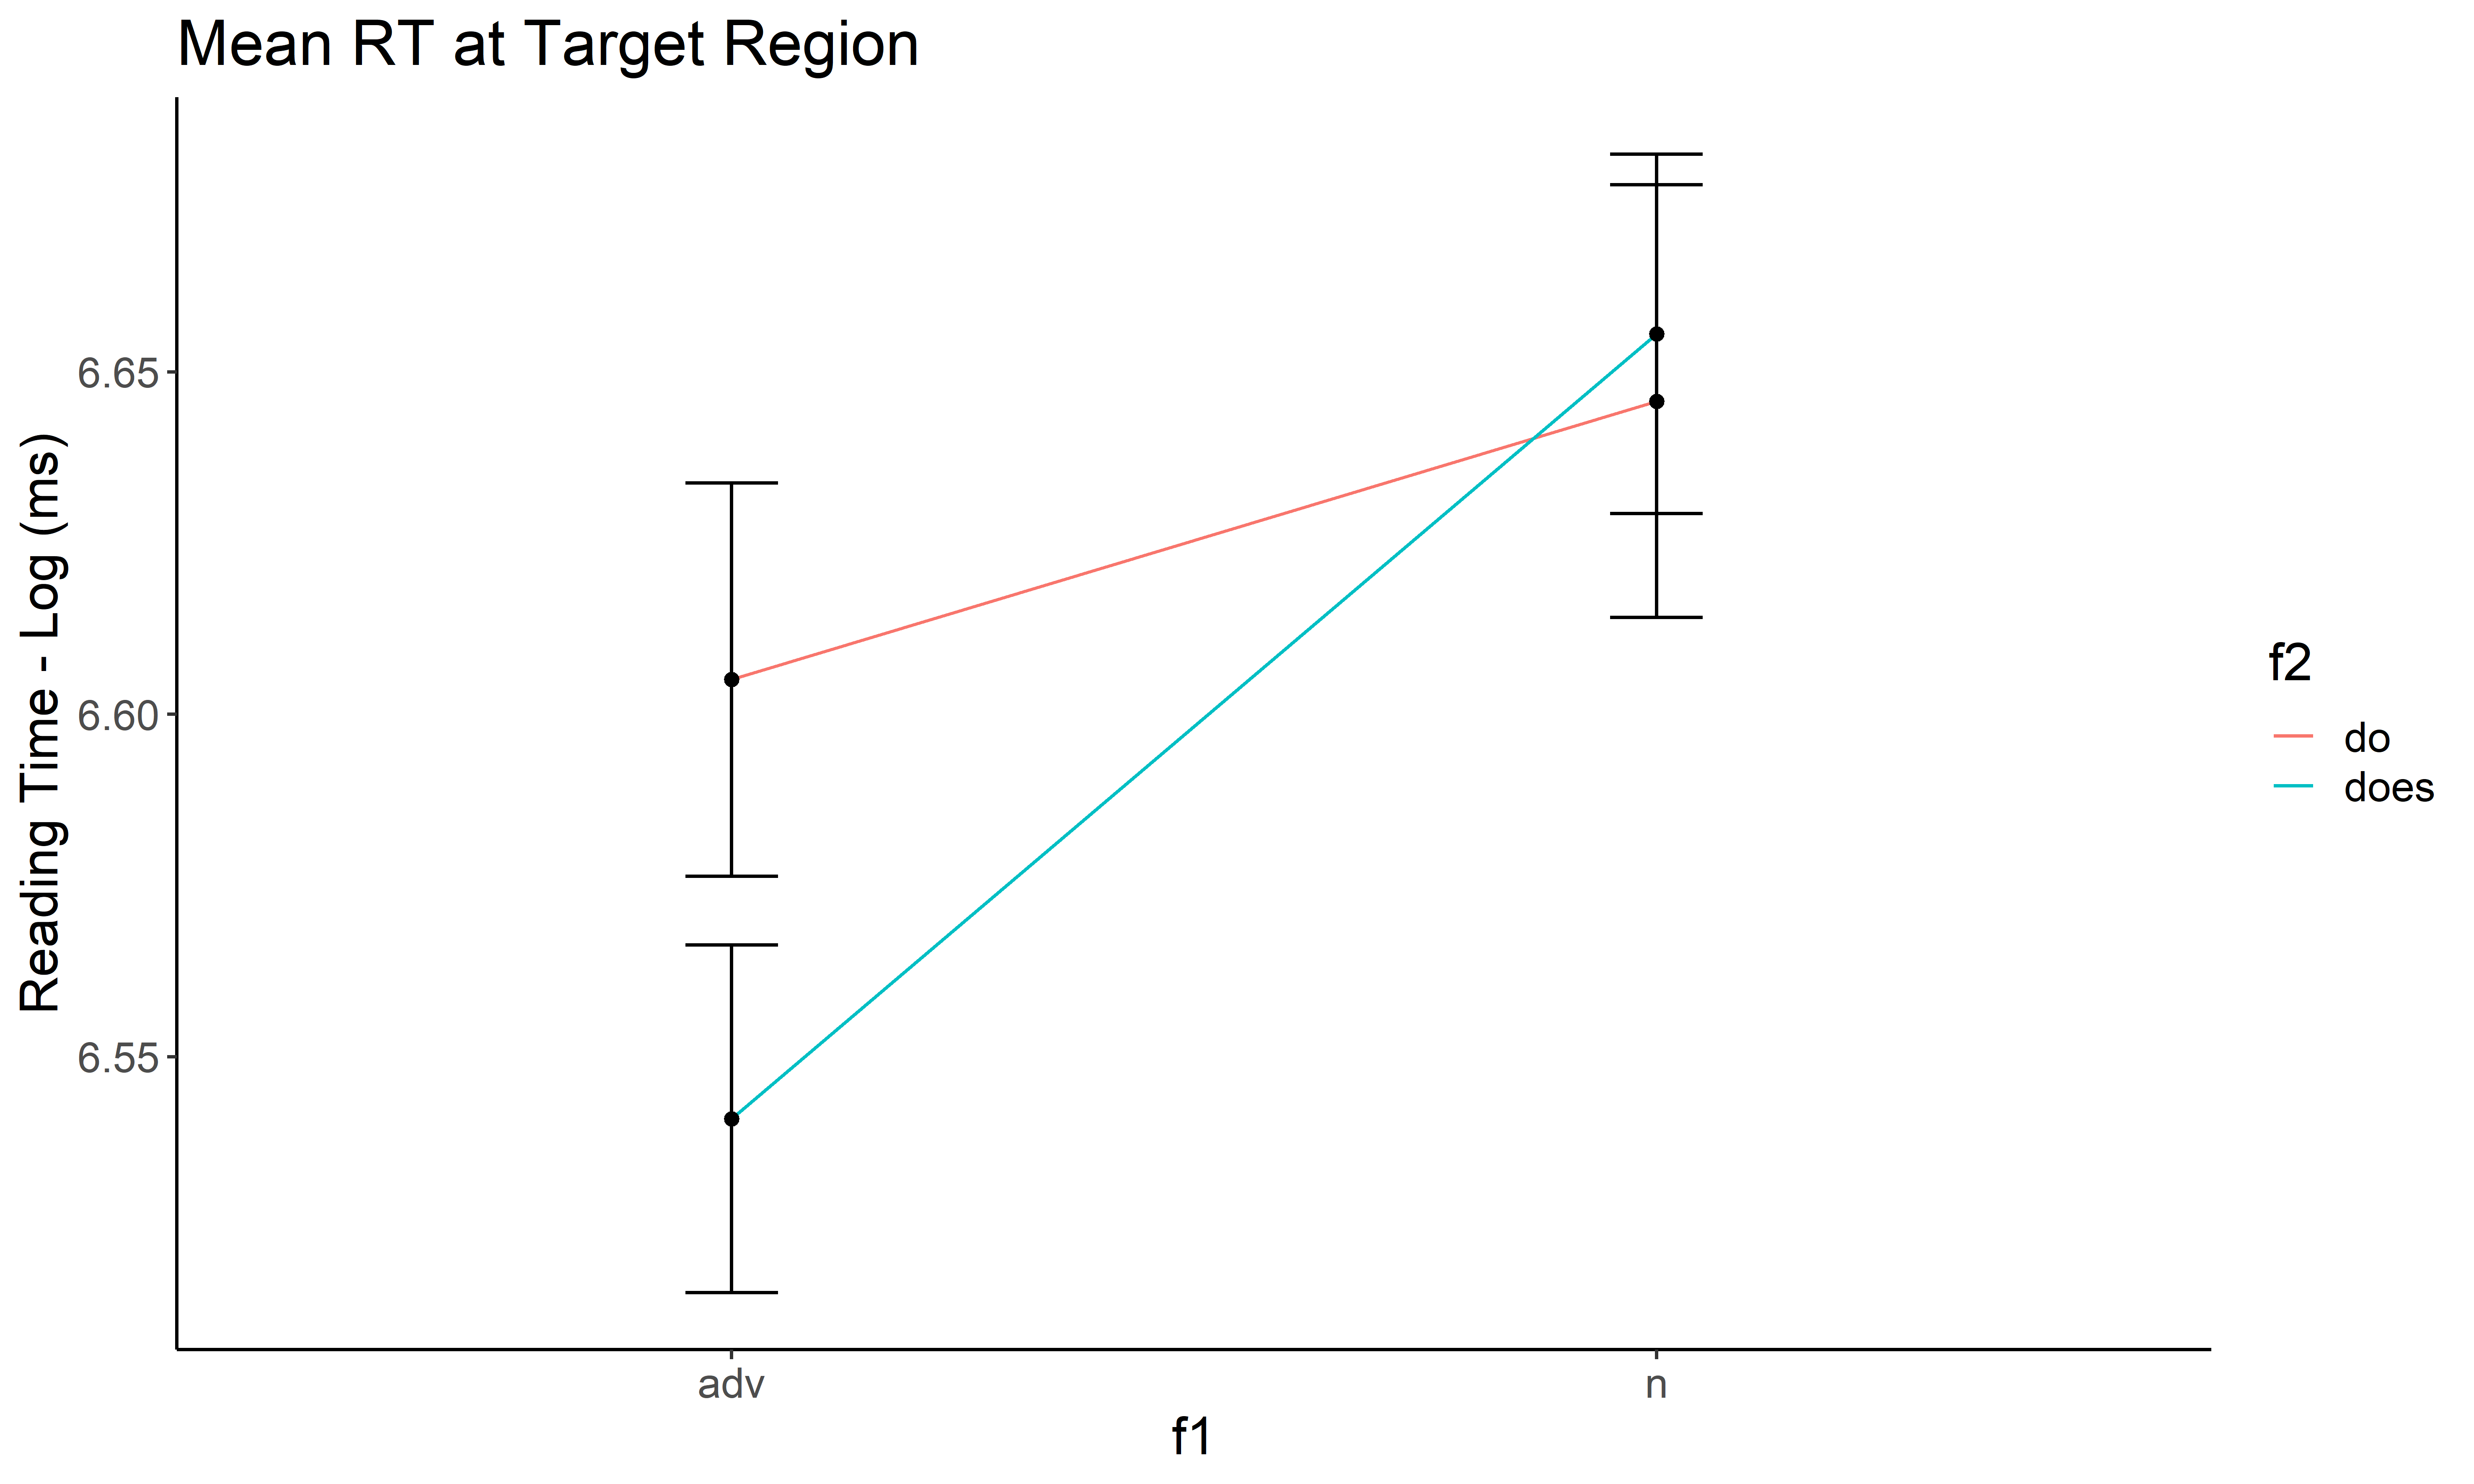 Mean RT at Target Region
Reading Time - Log (ms)
6.65
6.60
6.55
adv
n
f1
f2
do
does